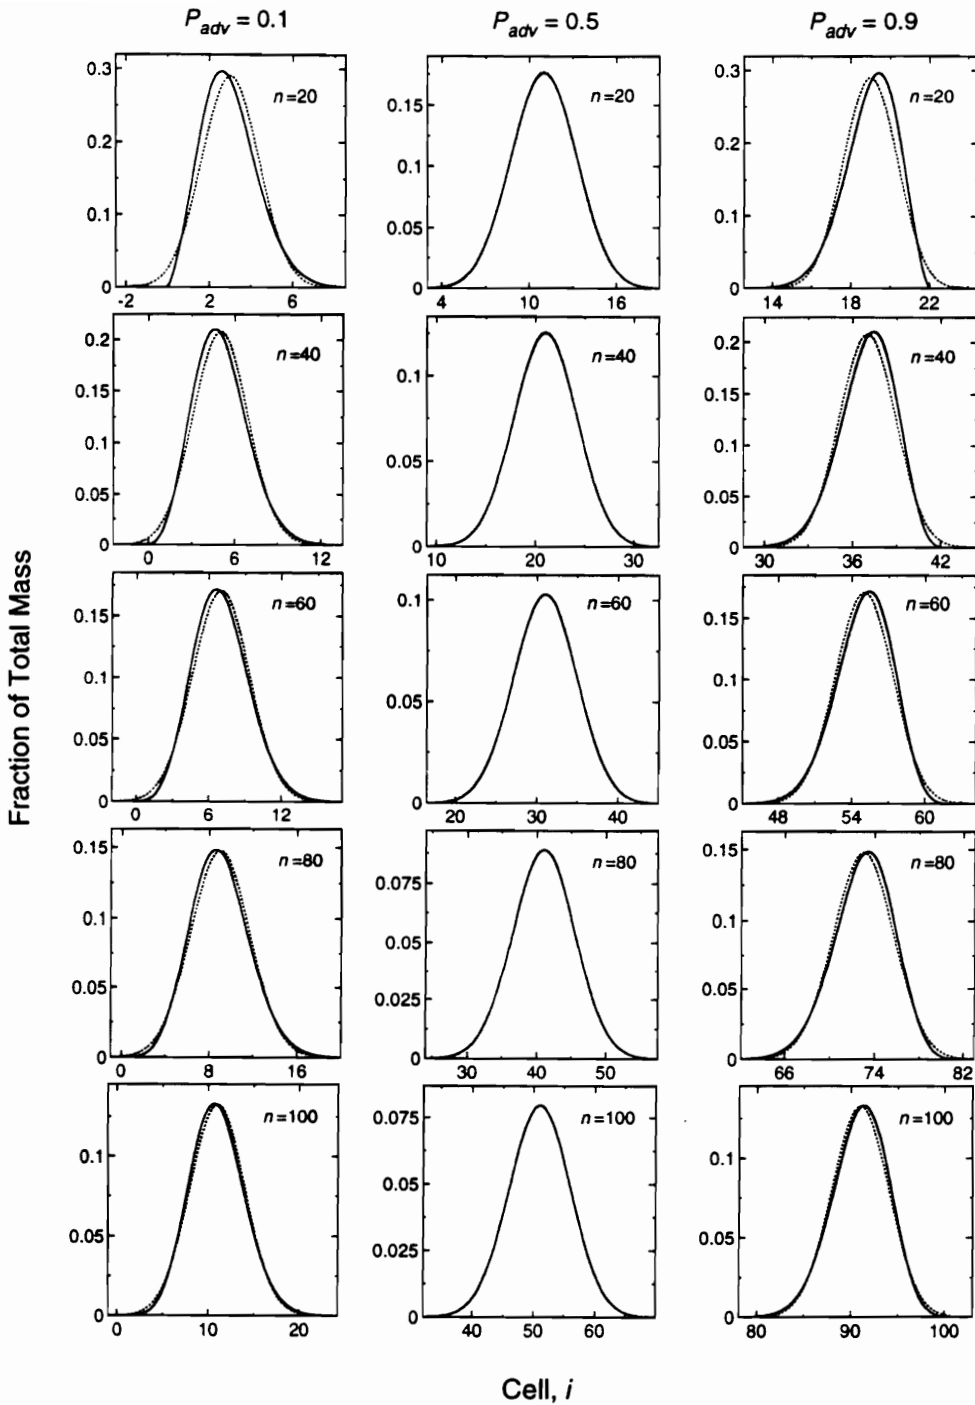 P_adv = 0.1 P_adv = 0.5 P_adv = 0.9
n=20 n=20 n=20
0.3 0.15 0.3
0.2 0.1 0.2
0.1 0.05 0.1
0 0 0
-2 2 6 4 10 16 14 18 22
n=40 n=40 n=40
0.2 0.1 0.2
0.15 0.05 0.15
0.1 0 0.1
0.05 0.05
0 0
0 6 12 10 20 30 30 36 42
n=60 n=60 n=60
0.15 0.1 0.15
0.1 0.05 0.1
0.05 0 0.05
0 0
0 6 12 20 30 40 48 54 60
n=80 n=80 n=80
0.15 0.075 0.15
0.1 0.05 0.1
0.05 0.025 0.05
0 0 0
0 8 16 30 40 50 66 74 82
n=100 n=100 n=100
0.1 0.075 0.1
0.05 0.05 0.05
0 0.025 0
0
0 10 20 40 50 60 80 90 100
Fraction of Total Mass
Cell, i